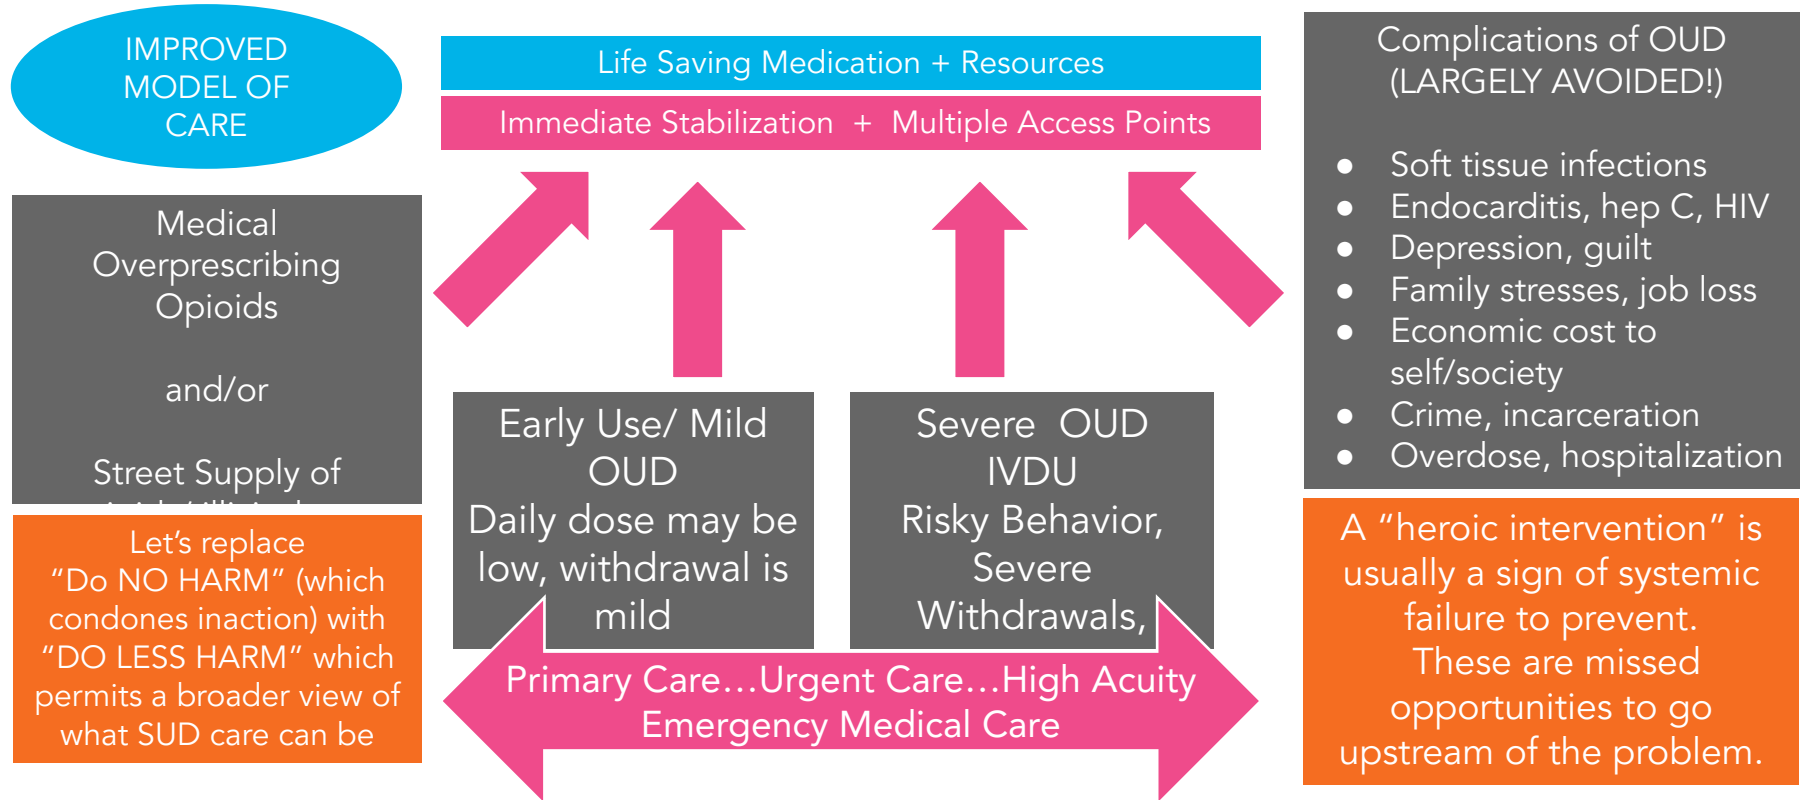 IMPROVED
MODEL OF
CARE
Life Saving Medication + Resources
Immediate Stabilization + Multiple Access Points
Medical
Overprescribing
Opioids
and/or
Street Supply of
Let’s replace
“Do NO HARM” (which
condones inaction) with
“DO LESS HARM” which
permits a broader view of
what SUD care can be
Early Use/ Mild
OUD
Daily dose may be
low, withdrawal is
mild
Severe OUD
IVDU
Risky Behavior,
Severe
Withdrawals,
Primary Care…Urgent Care…High Acuity
Emergency Medical Care
Complications of OUD
(LARGELY AVOIDED!)
● Soft tissue infections
● Endocarditis, hep C, HIV
● Depression, guilt
● Family stresses, job loss
● Economic cost to
self/society
● Crime, incarceration
● Overdose, hospitalization
A “heroic intervention” is
usually a sign of systemic
failure to prevent.
These are missed
opportunities to go
upstream of the problem.